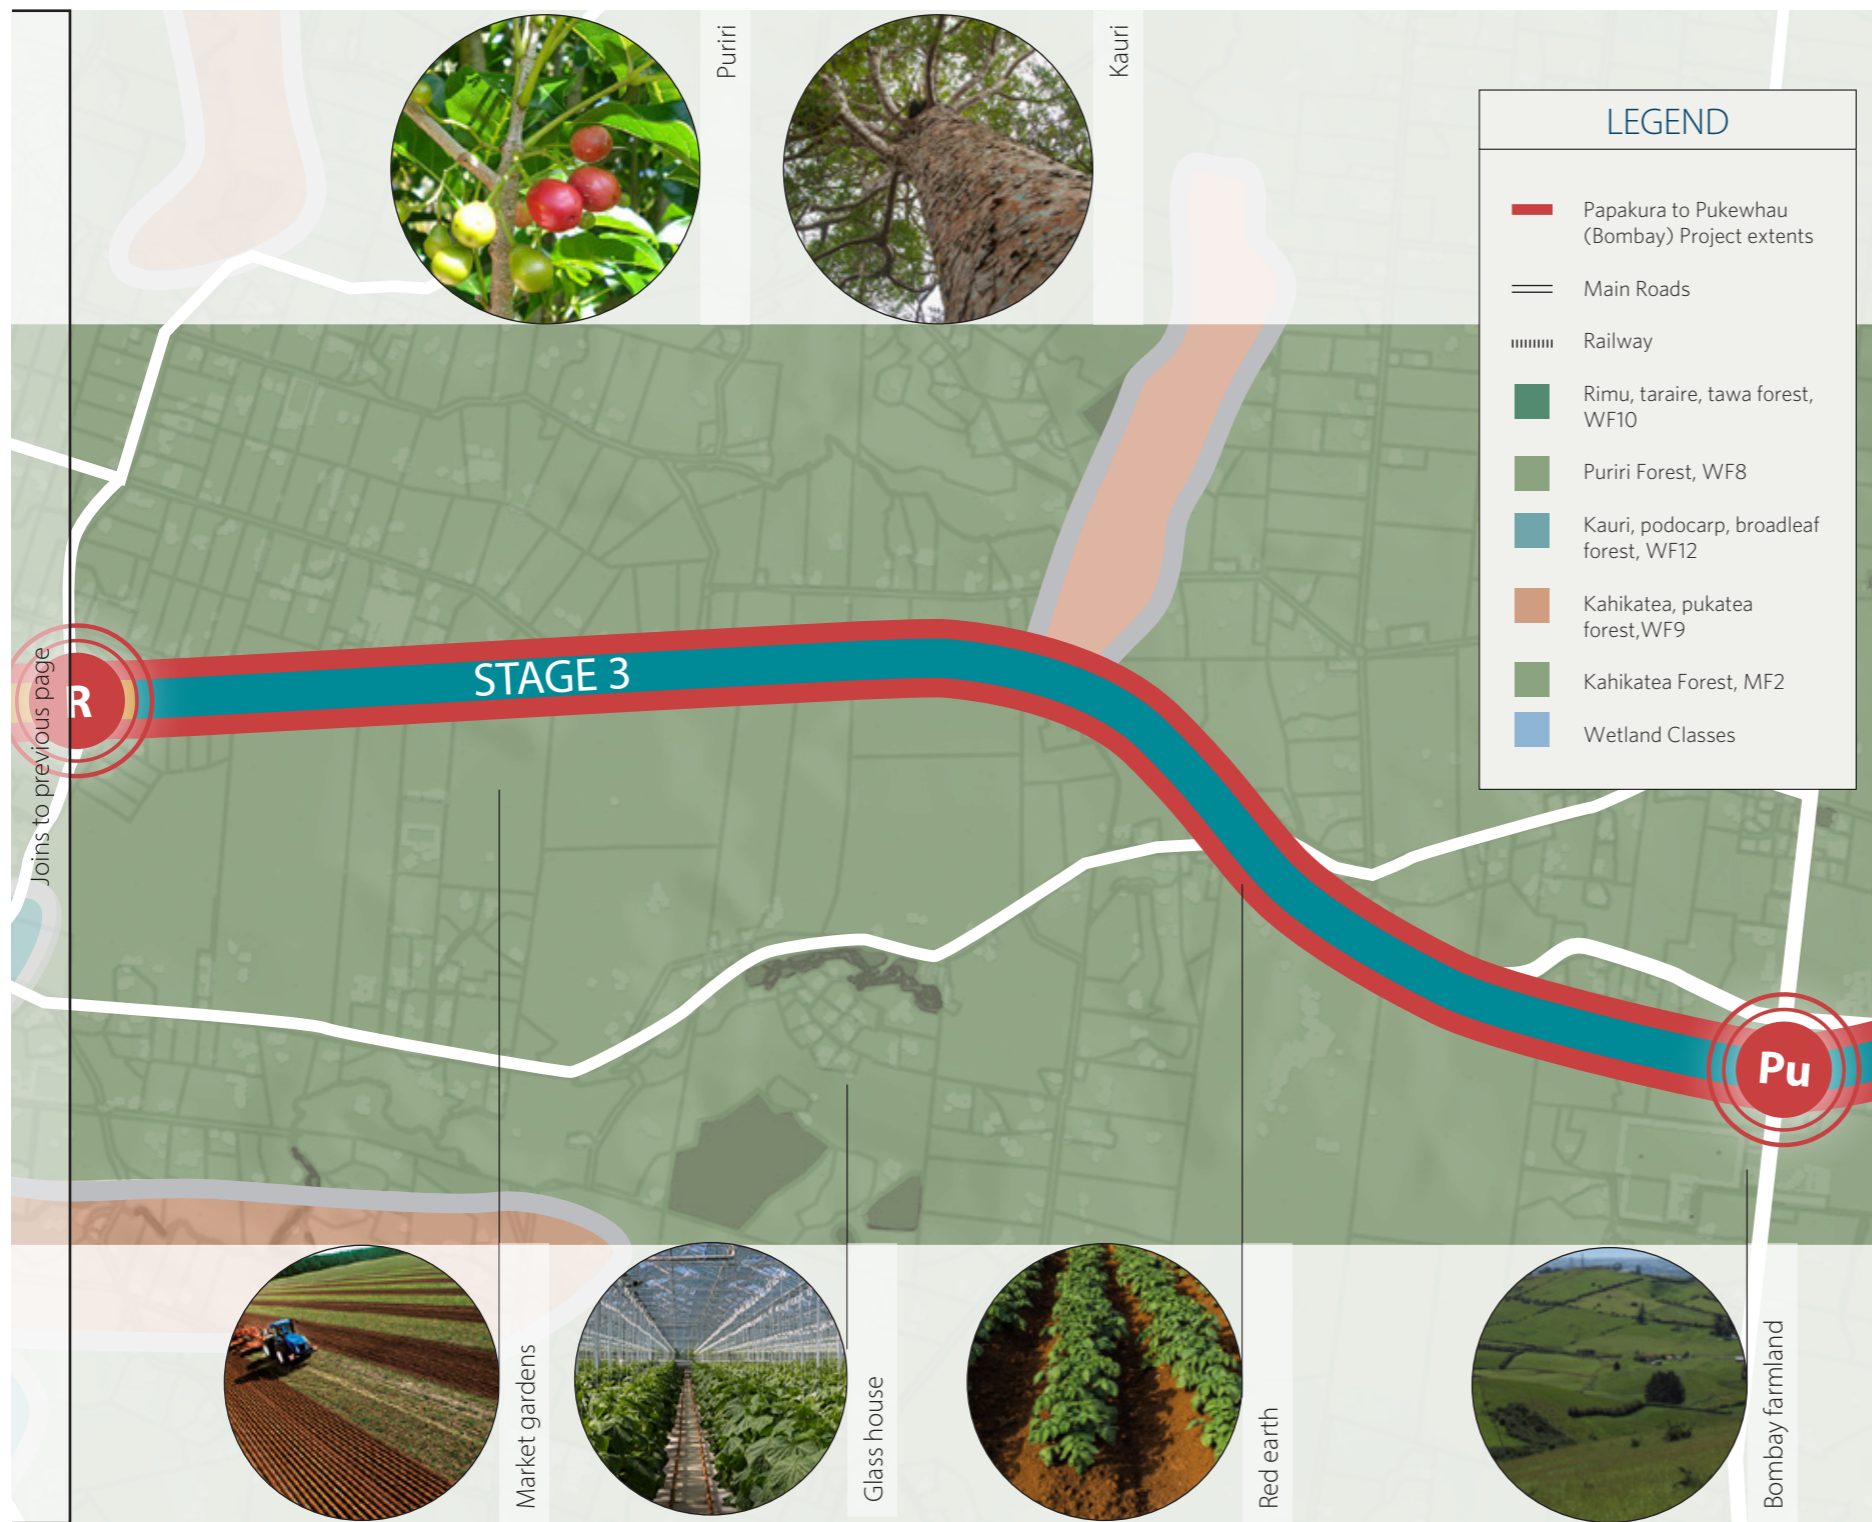 Puriri
Kauri
LEGEND
Papakura to Pukewhau
(Bombay) Project extents
Main Roads
Railway
Rimu, taraire, tawa forest,
WF10
Puriri Forest, WF8
Kauri, podocarp, broadleaf
forest, WF12
Kahikatea, pukatea
forest,WF9
Kahikatea Forest, MF2
Wetland Classes
Joins to previous page
R
STAGE 3
Pu
Market gardens
Glass house
Red earth
Bombay farmland